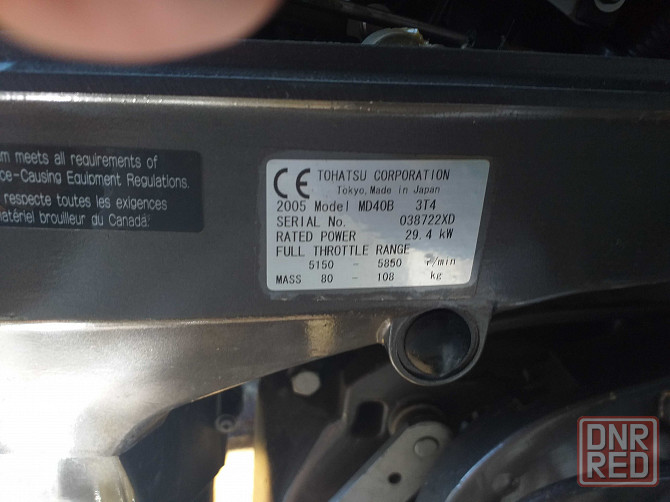 m meets all requirements of
ce-Causing Equipment Regulations.
respecte toutes les exigences
atériel brouilleur du Canada.
CE TOHATSU CORPORATION
Tokyo, Made in Japan
2005 Model MD40B 3T4
SERIAL No. 038722XD
RATED POWER 29.4 kW
FULL THROTTLE RANGE
5150 - 5850 r/min
MASS 80 - 108 kg
DNR
RED